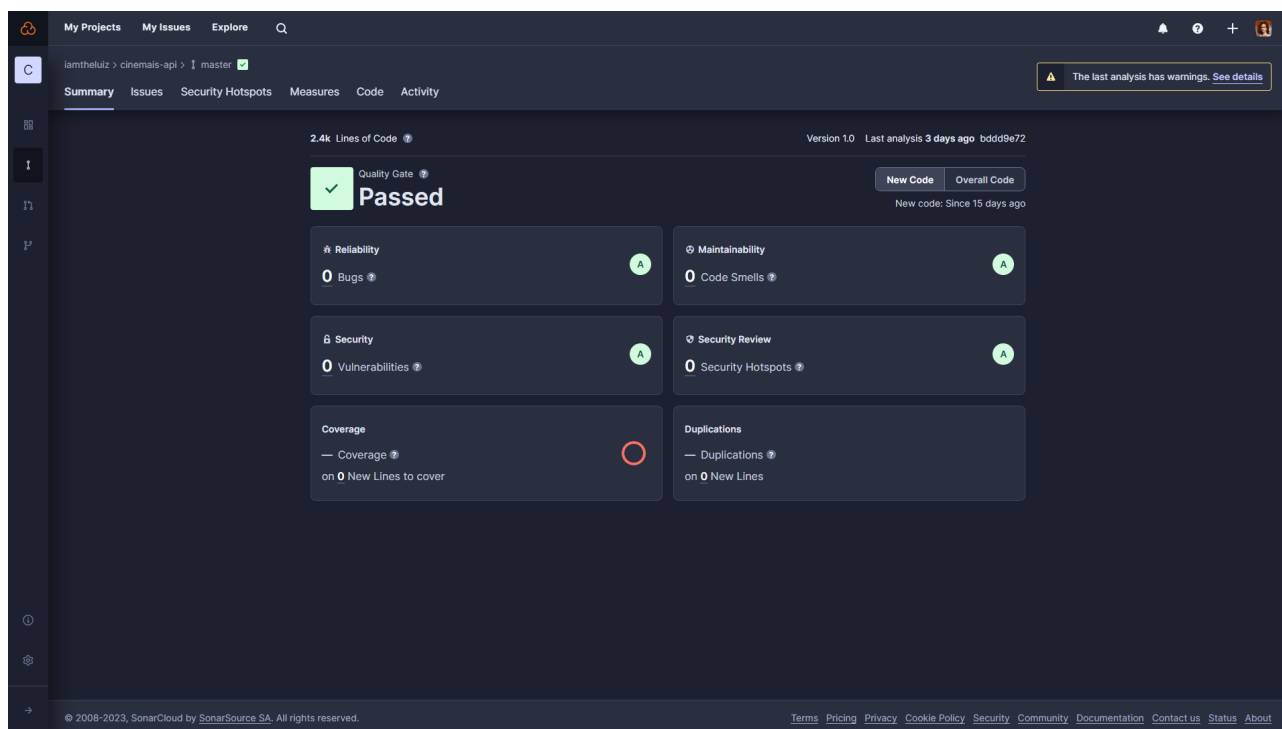 My Projects My Issues Explore
C
iamtheluiz > cinemais-api > master
The last analysis has warnings. See details
Summary Issues Security Hotspots Measures Code Activity
2.4k Lines of Code ?
Version 1.0 Last analysis 3 days ago bddd9e72
Quality Gate ?
Passed
New Code Overall Code
New code: Since 15 days ago
Reliability
0 Bugs ?
A
Maintainability
0 Code Smells ?
A
Security
0 Vulnerabilities ?
A
Security Review
0 Security Hotspots ?
A
Coverage
— Coverage ?
on 0 New Lines to cover
Duplications
— Duplications ?
on 0 New Lines
© 2008-2023, SonarCloud by SonarSource SA. All rights reserved.
Terms Pricing Privacy Cookie Policy Security Community Documentation Contact us Status About